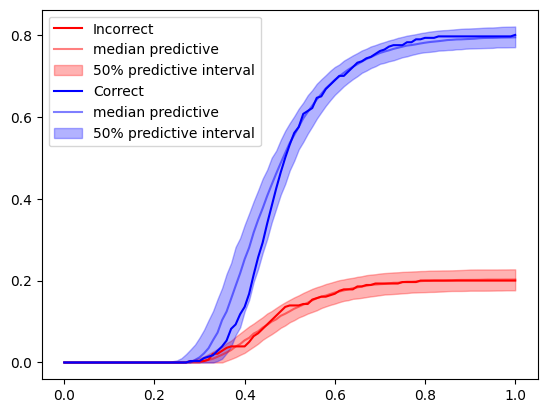 Incorrect
median predictive
50% predictive interval
Correct
median predictive
50% predictive interval
0.8
0.6
0.4
0.2
0.0
0.0 0.2 0.4 0.6 0.8 1.0